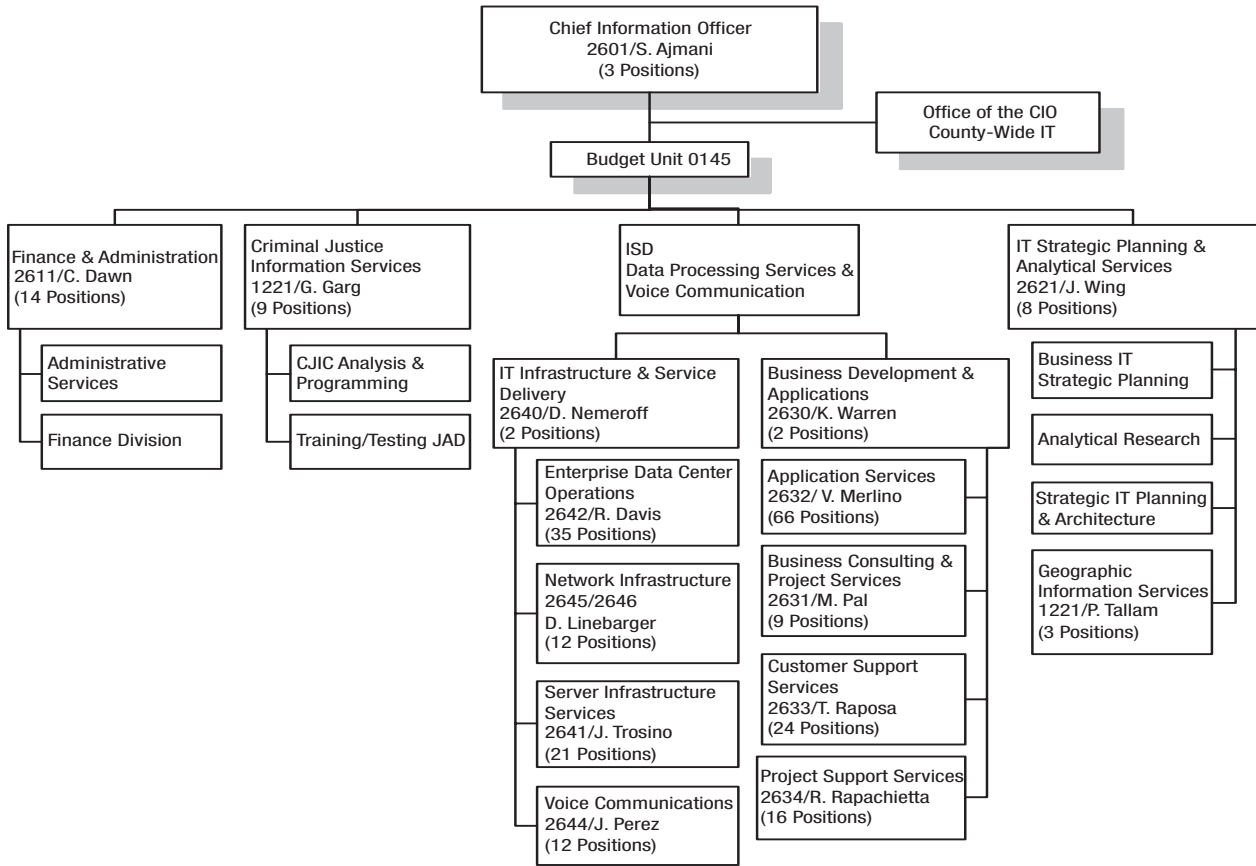 Chief Information Officer
2601/S. Ajmani
(3 Positions)
Office of the CIO
County-Wide IT
Budget Unit 0145
Finance & Administration
2611/C. Dawn
(14 Positions)
Administrative
Services
Finance Division
Criminal Justice
Information Services
1221/G. Garg
(9 Positions)
CJIC Analysis &
Programming
Training/Testing JAD
ISD
Data Processing Services &
Voice Communication
IT Infrastructure & Service
Delivery
2640/D. Nemeroff
(2 Positions)
Enterprise Data Center
Operations
2642/R. Davis
(35 Positions)
Network Infrastructure
2645/2646
D. Linebarger
(12 Positions)
Server Infrastructure
Services
2641/J. Trosino
(21 Positions)
Voice Communications
2644/J. Perez
(12 Positions)
Business Development &
Applications
2630/K. Warren
(2 Positions)
Application Services
2632/ V. Merlino
(66 Positions)
Business Consulting &
Project Services
2631/M. Pal
(9 Positions)
Customer Support
Services
2633/T. Raposa
(24 Positions)
Project Support Services
2634/R. Rapachietta
(16 Positions)
IT Strategic Planning &
Analytical Services
2621/J. Wing
(8 Positions)
Business IT
Strategic Planning
Analytical Research
Strategic IT Planning
& Architecture
Geographic
Information Services
1221/P. Tallam
(3 Positions)